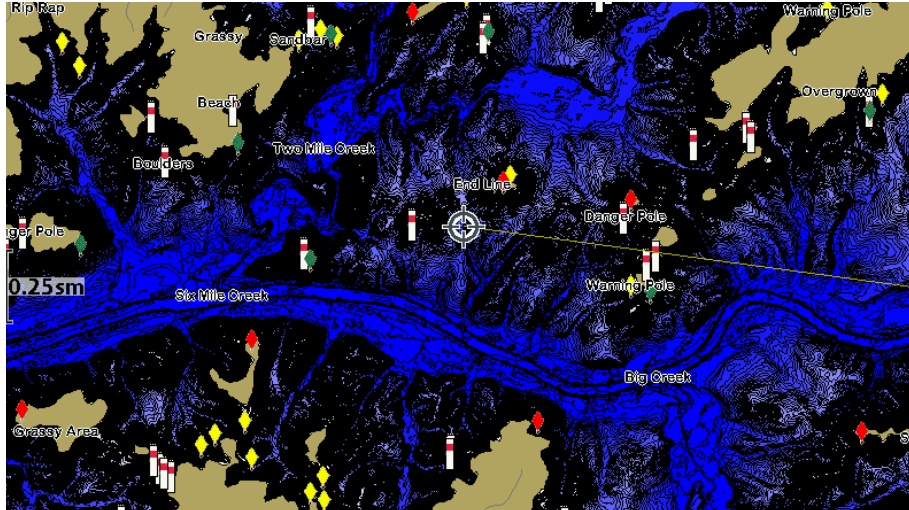 Rip Rap
Warning Pole
Grassy
Sandbar
Overgrown
Beach
Two Mile Creek
Boulders
End Line
Danger Pole
nger Pole
0.25sm
Warning Pole
Six Mile Creek
Big Creek
Grassy Area
S